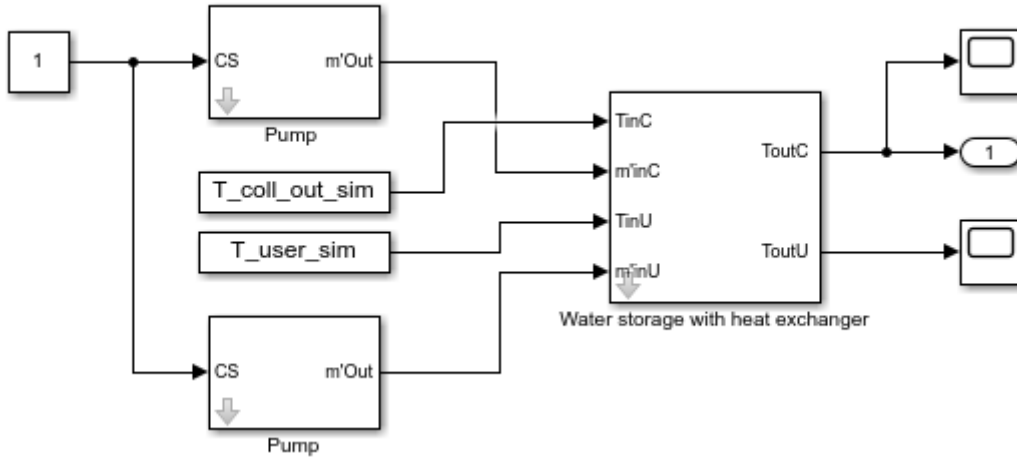 1
CS
m'Out
Pump
T_coll_out_sim
T_user_sim
CS
m'Out
Pump
TinC
m'inC
TinU
m'inU
ToutC
ToutU
Water storage with heat exchanger
1